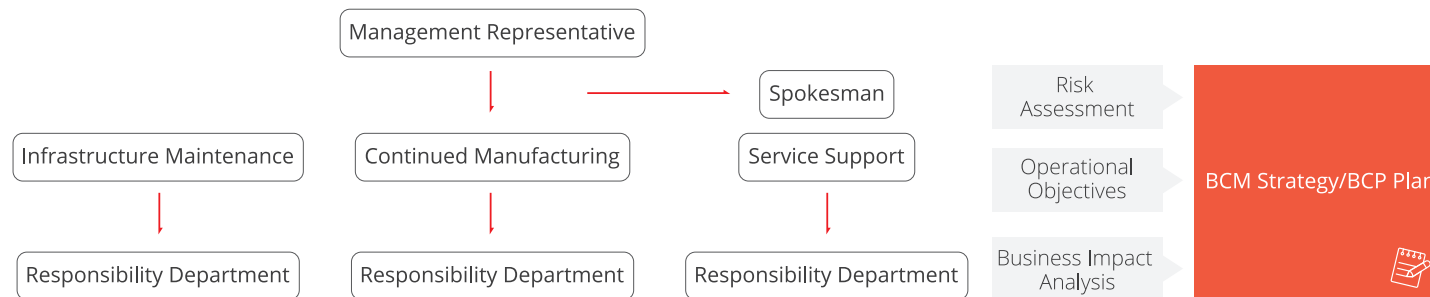 Management Representative
Spokesman
Infrastructure Maintenance
Continued Manufacturing
Service Support
Responsibility Department
Responsibility Department
Responsibility Department
Risk
Assessment
Operational
Objectives
Business Impact
Analysis
BCM Strategy/BCP Plan